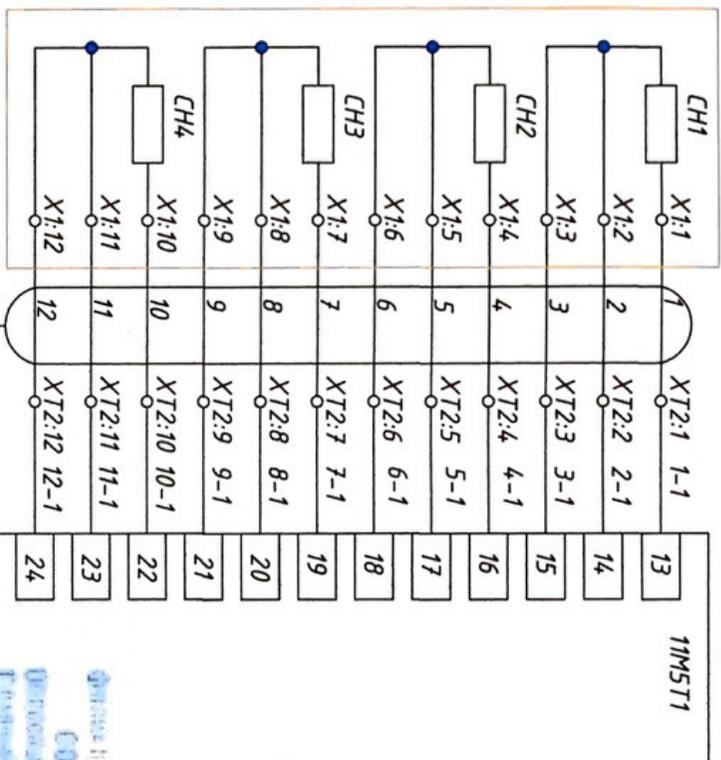 CH1
CH2
CH3
CH4
X1:1
X1:2
X1:3
X1:4
X1:5
X1:6
X1:7
X1:8
X1:9
X1:10
X1:11
X1:12
1
2
3
4
5
6
7
8
9
10
11
12
XT2:1 1-1
XT2:2 2-1
XT2:3 3-1
XT2:4 4-1
XT2:5 5-1
XT2:6 6-1
XT2:7 7-1
XT2:8 8-1
XT2:9 9-1
XT2:10 10-1
XT2:11 11-1
XT2:12 12-1
13
14
15
16
17
18
19
20
21
22
23
24
11M5T1